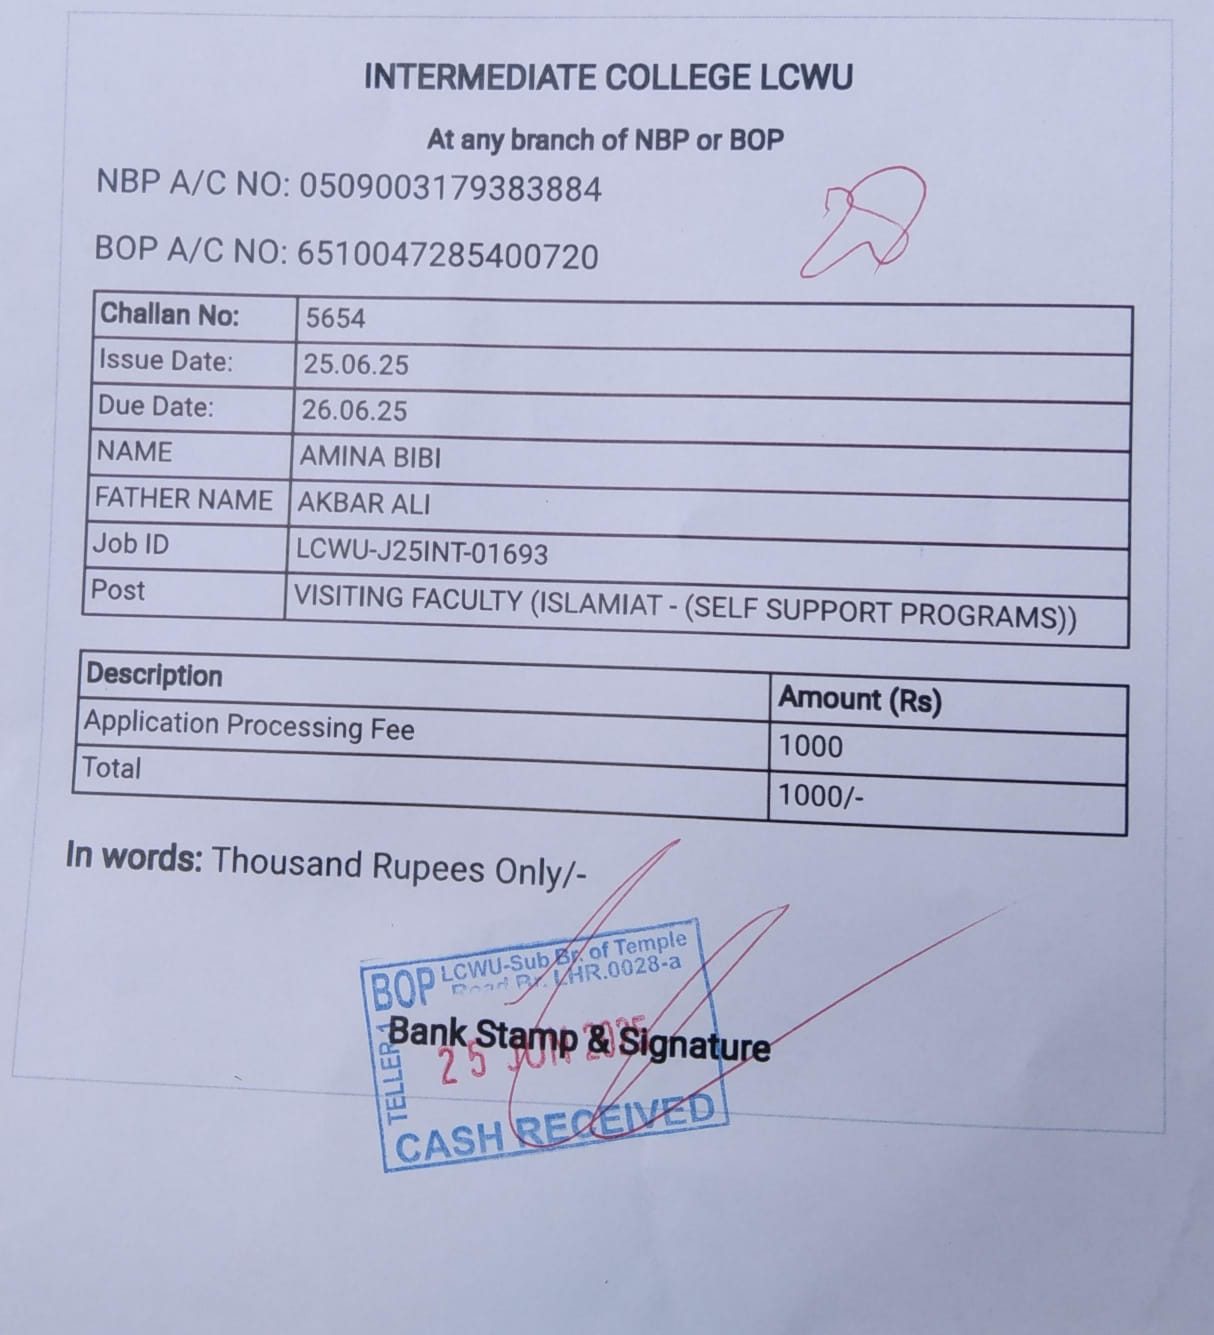 INTERMEDIATE COLLEGE LCWU
At any branch of NBP or BOP
NBP A/C NO: 0509003179383884
BOP A/C NO: 6510047285400720
Challan No: 5654
Issue Date: 25.06.25
Due Date: 26.06.25
NAME AMINA BIBI
FATHER NAME AKBAR ALI
Job ID LCWU-J25INT-01693
Post VISITING FACULTY (ISLAMIAT - (SELF SUPPORT PROGRAMS))
Description Amount (Rs)
Application Processing Fee 1000
Total 1000/-
In words: Thousand Rupees Only/-
BOP LCWU-Sub Br. of Temple
Road Br. LHR.0028-a
Bank Stamp & Signature
25 JUN 2025
TELLER 1
CASH RECEIVED